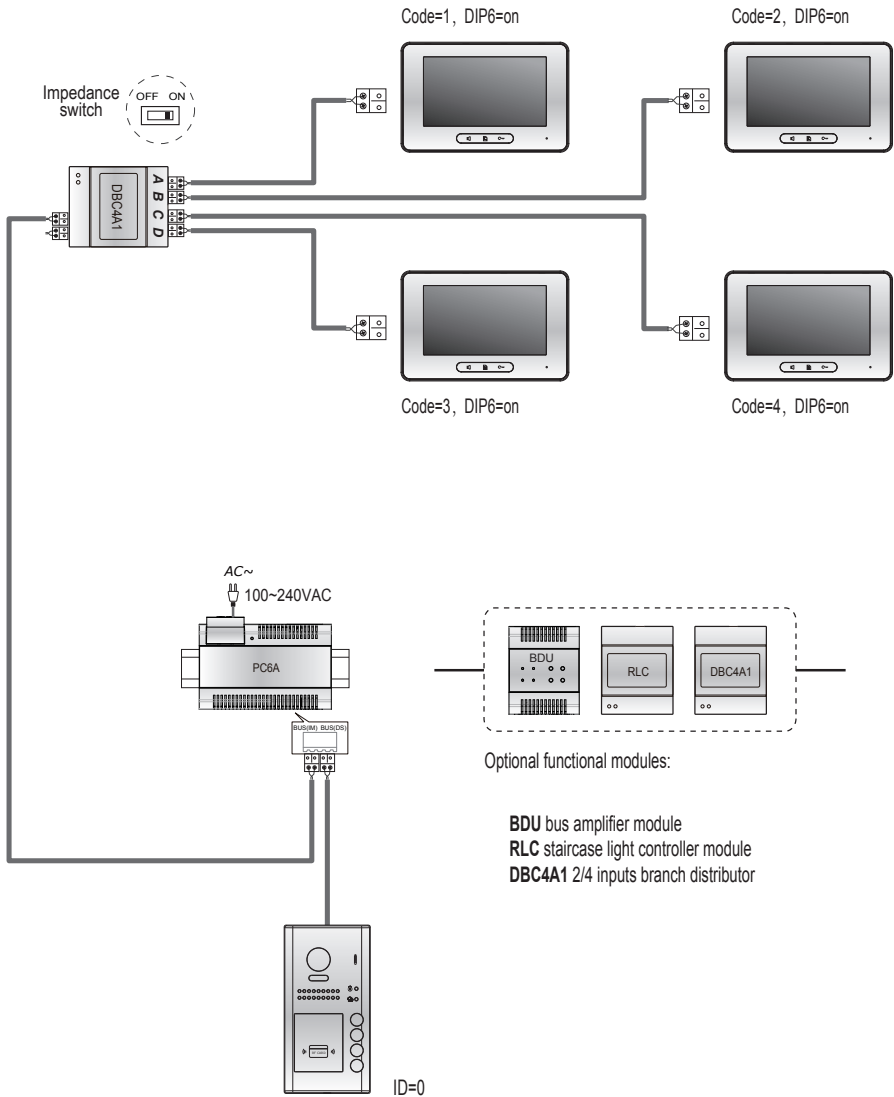 Code=1, DIP6=on
Code=2, DIP6=on
Impedance
switch
OFF ON
DBC4A1
A
B
C
D
Code=3, DIP6=on
Code=4, DIP6=on
AC~
100~240VAC
PC6A
BUS(IM) BUS(DS)
BDU
RLC
DBC4A1
Optional functional modules:
BDU bus amplifier module
RLC staircase light controller module
DBC4A1 2/4 inputs branch distributor
ID=0